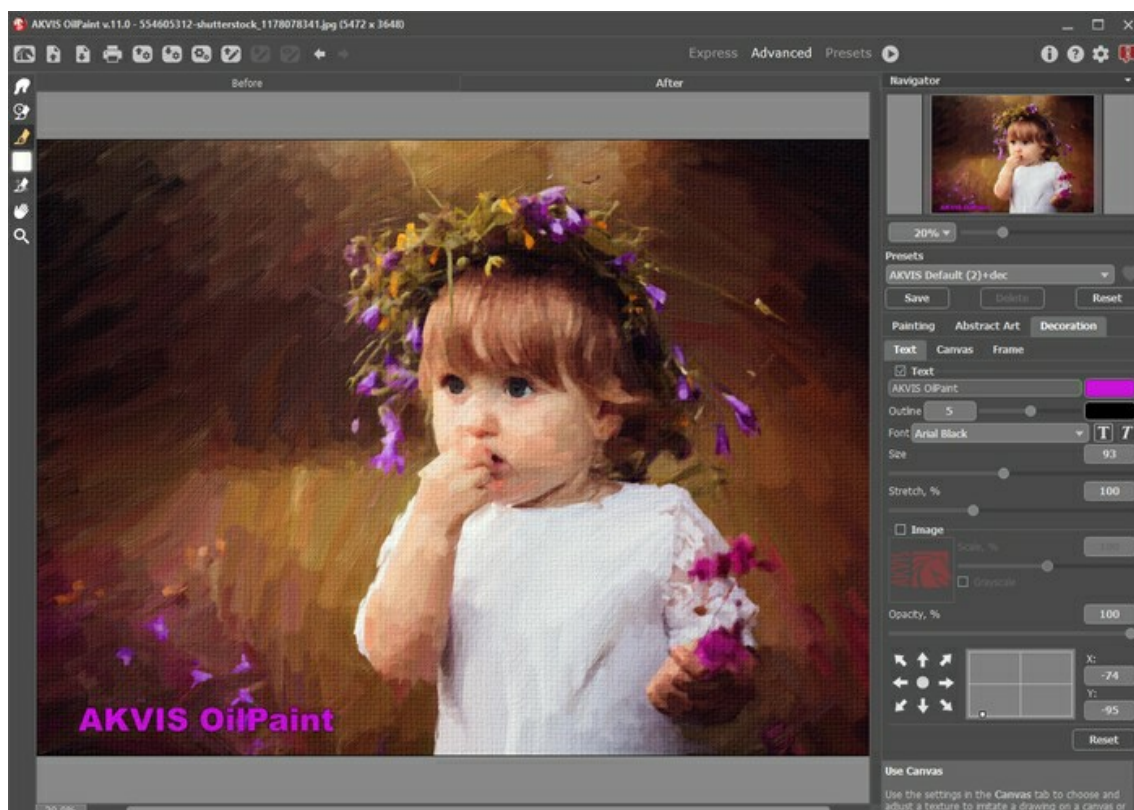 AKVIS OilPaint v.11.0 - 554605312-shutterstock_1178078341.jpg (5472 x 3648)
Express Advanced Presets
Before After
Navigator
20%
Presets
AKVIS Default (2)+dec
Save Delete Reset
Painting Abstract Art Decoration
Text Canvas Frame
Text
AKVIS OilPaint
Outline 5
Font Arial Black T T
Size 93
Stretch, % 100
Image
Scale, % 100
Grayscale
Opacity, % 100
X:
-74
Y:
-95
Reset
AKVIS OilPaint
Use Canvas
Use the settings in the Canvas tab to choose and
adjust a texture to imitate a drawing on a canvas or
20.0%